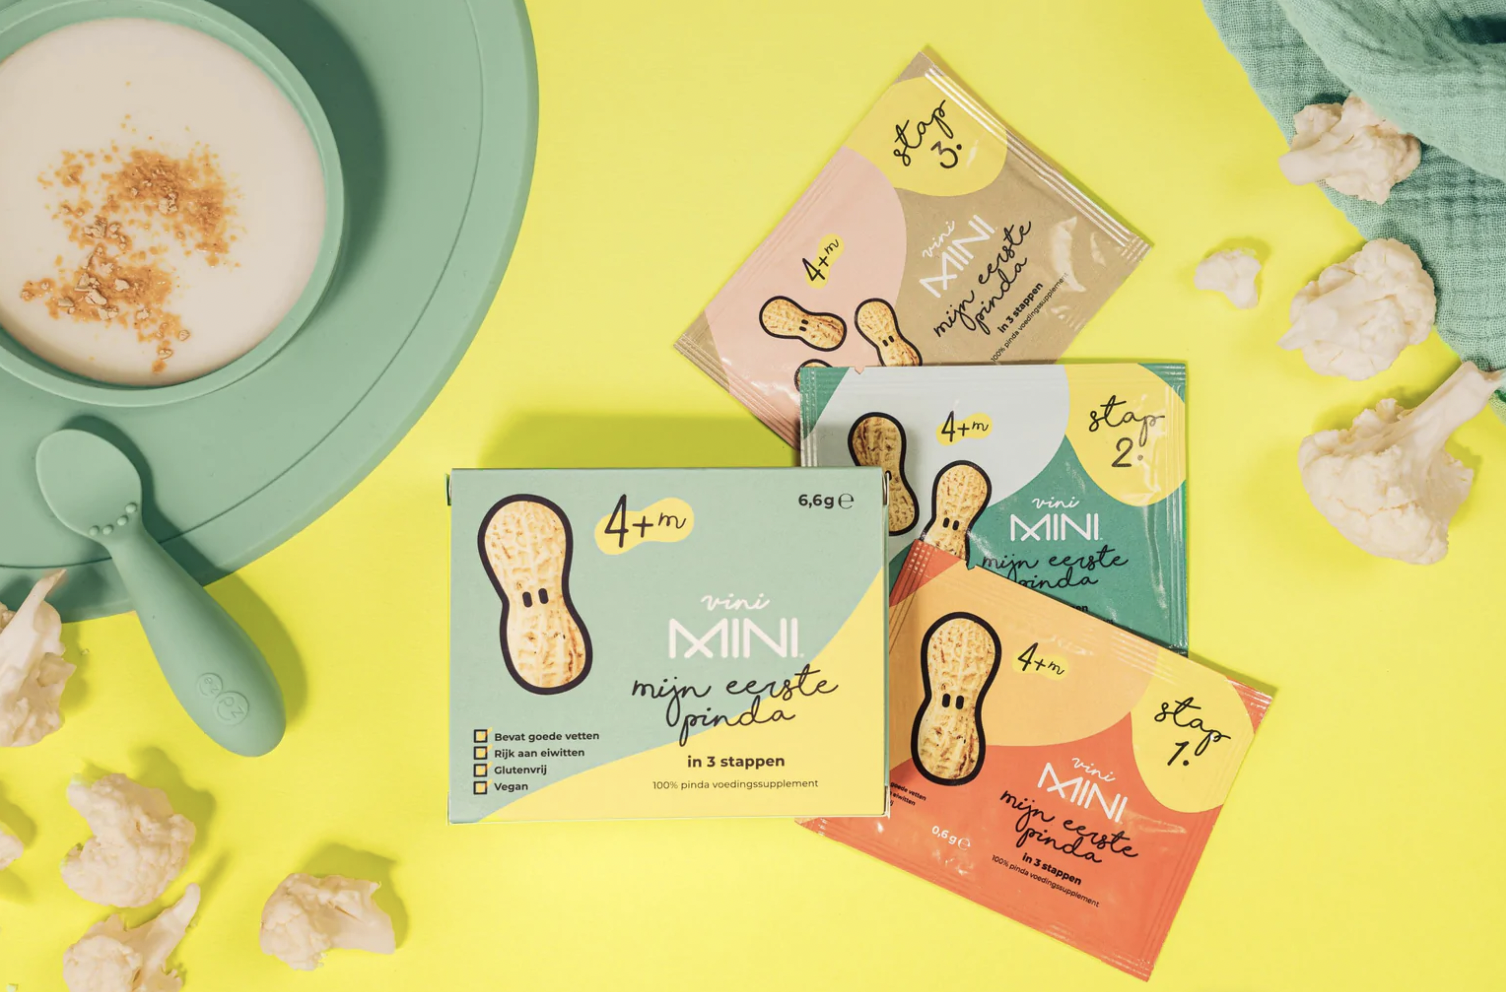 stap
3.
4+m
vini
MINI
mijn eerste
pinda
in 3 stappen
100% pinda voedingssupplement
stap
2.
4+m
vini
MINI
mijn eerste
pinda
4+m
6,6g ℮
vini
MINI
mijn eerste
pinda
in 3 stappen
100% pinda voedingssupplement
Bevat goede vetten
Rijk aan eiwitten
Glutenvrij
Vegan
stap
1.
4+m
vini
MINI
mijn eerste
pinda
in 3 stappen
100% pinda voedingssupplement
0,6g ℮
ez
pz